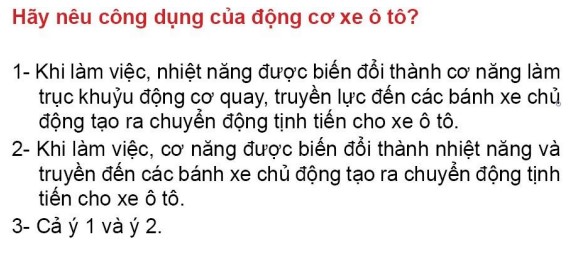 Hãy nêu công dụng của động cơ xe ô tô?
1- Khi làm việc, nhiệt năng được biến đổi thành cơ năng làm
trục khuỷu động cơ quay, truyền lực đến các bánh xe chủ
động tạo ra chuyển động tịnh tiến cho xe ô tô.
2- Khi làm việc, cơ năng được biến đổi thành nhiệt năng và
truyền đến các bánh xe chủ động tạo ra chuyển động tịnh
tiến cho xe ô tô.
3- Cả ý 1 và ý 2.